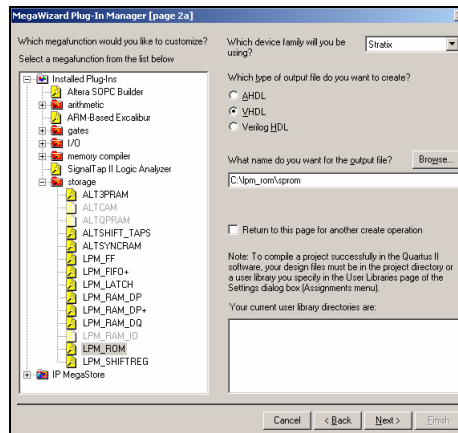 MegaWizard Plug-In Manager [page 2a]
Which megafunction would you like to customize?
Select a megafunction from the list below
Installed Plug-Ins
Altera SOPC Builder
arithmetic
ARM-Based Excalibur
gates
I/O
memory compiler
SignalTap II Logic Analyzer
storage
ALT3PRAM
ALTCAM
ALTQPRAM
ALTSHIFT_TAPS
ALTSYNCRAM
LPM_FF
LPM_FIFO+
LPM_LATCH
LPM_RAM_DP
LPM_RAM_DP+
LPM_RAM_DQ
LPM_RAM_IO
LPM_ROM
LPM_SHIFTREG
IP MegaStore
Which device family will you be
using?
Stratix
Which type of output file do you want to create?
AHDL
VHDL
Verilog HDL
What name do you want for the output file?
Browse...
C:\lpm_rom\sprom
Return to this page for another create operation
Note: To compile a project successfully in the Quartus II
software, your design files must be in the project directory or
a user library you specify in the User Libraries page of the
Settings dialog box (Assignments menu).
Your current user library directories are:
Cancel
< Back
Next >
Finish